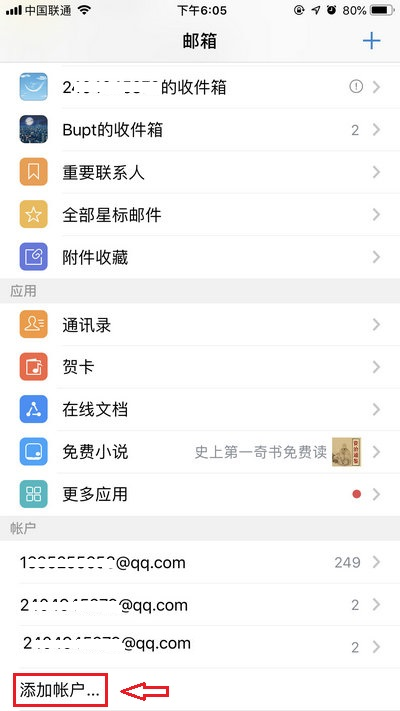 中国联通 下午6:05 80%
邮箱
的收件箱
Bupt的收件箱 2
重要联系人
全部星标邮件
附件收藏
应用
通讯录
贺卡
在线文档
免费小说 史上第一奇书免费读
更多应用
帐户
@qq.com 249
@qq.com 2
@qq.com 2
添加帐户...